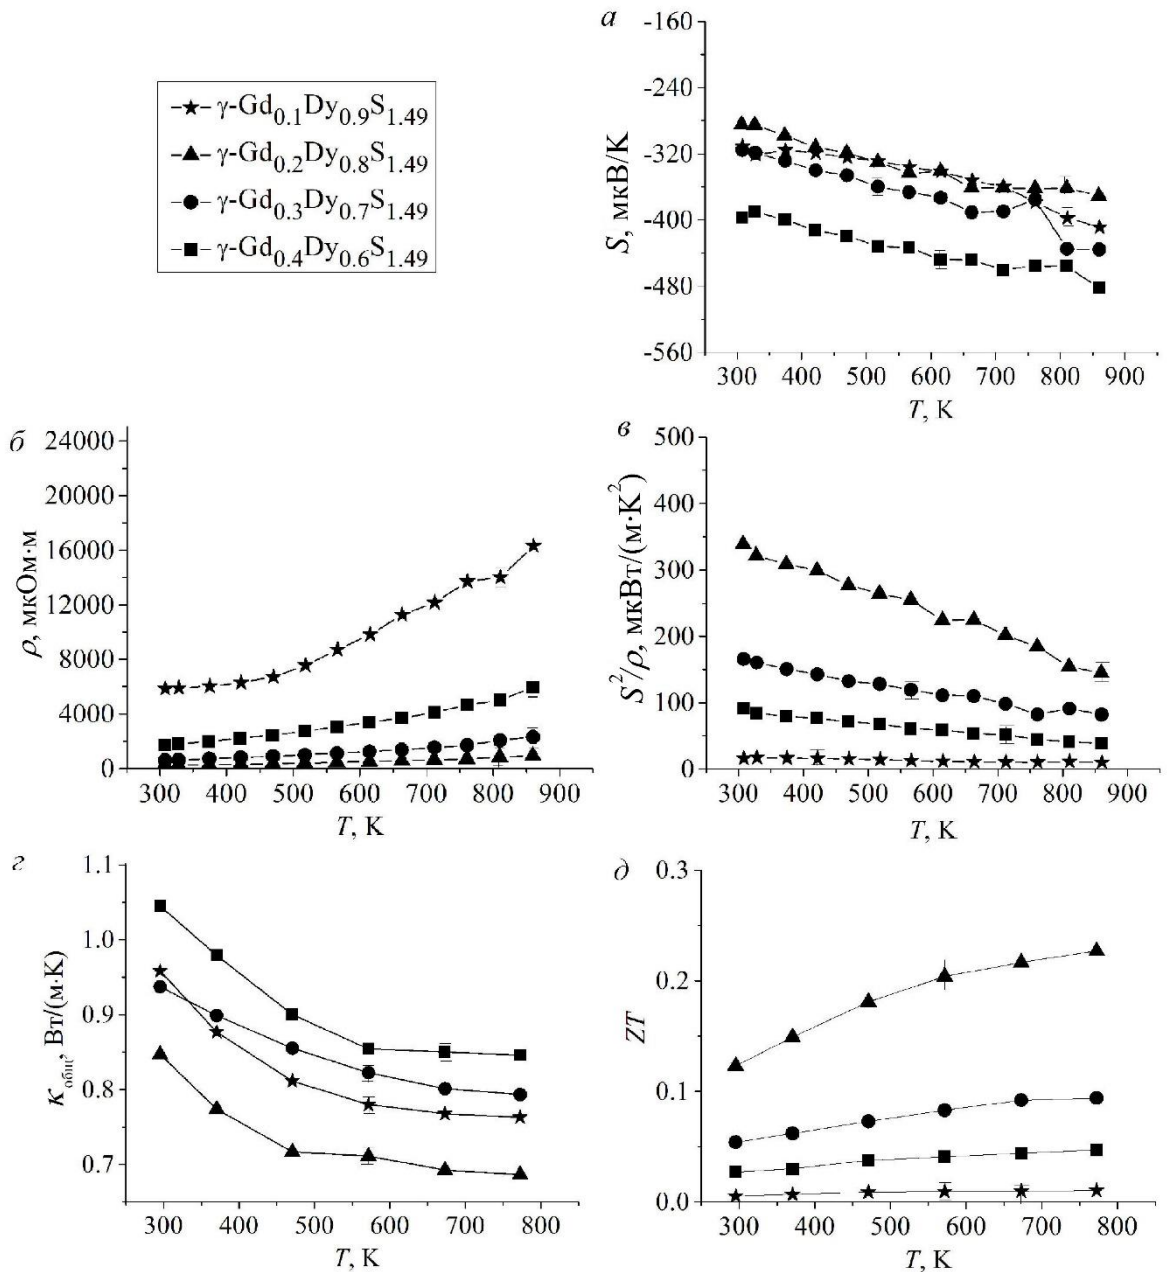 γ-Gd0.1Dy0.9S1.49
γ-Gd0.2Dy0.8S1.49
γ-Gd0.3Dy0.7S1.49
γ-Gd0.4Dy0.6S1.49
а
-160
-240
-320
-400
-480
-560
S, мкВ/К
300 400 500 600 700 800 900
T, К
б
24000
20000
16000
12000
8000
4000
0
ρ, мкОм·м
300 400 500 600 700 800 900
T, К
в
500
400
300
200
100
0
S²/ρ, мкВт/(м·К²)
300 400 500 600 700 800 900
T, К
г
1.1
1.0
0.9
0.8
0.7
κобщ, Вт/(м·К)
300 400 500 600 700 800
T, К
д
0.3
0.2
0.1
0.0
ZT
300 400 500 600 700 800
T, К